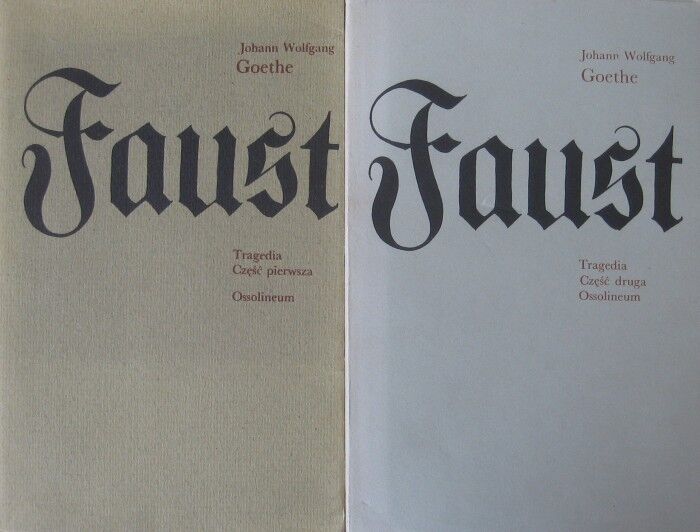 Johann Wolfgang
Goethe
Faust
Tragedia
Część pierwsza
Ossolineum
Johann Wolfgang
Goethe
Faust
Tragedia
Część druga
Ossolineum